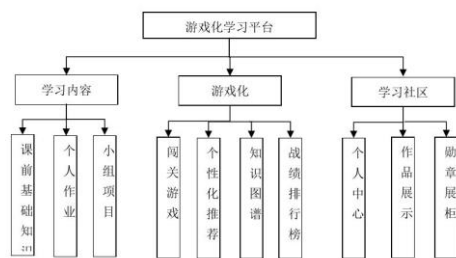 游戏化学习平台
学习内容
游戏化
学习社区
课前基础知
个人作业
小组项目
闯关游戏
个性化推荐
知识图谱
战绩排行榜
个人中心
作品展示
勋章展柜